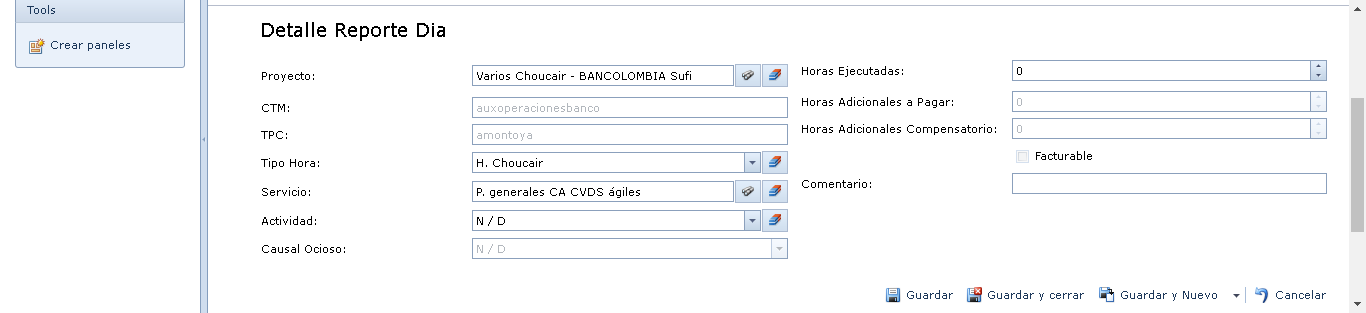 Tools
Crear paneles
Detalle Reporte Dia
Proyecto: Varios Choucair - BANCOLOMBIA Sufi
CTM: auxoperacionesbanco
TPC: amontoya
Tipo Hora: H. Choucair
Servicio: P. generales CA CVDS ágiles
Actividad: N / D
Causal Ocioso: N / D
Horas Ejecutadas: 0
Horas Adicionales a Pagar: 0
Horas Adicionales Compensatorio: 0
Facturable
Comentario:
Guardar Guardar y cerrar Guardar y Nuevo Cancelar